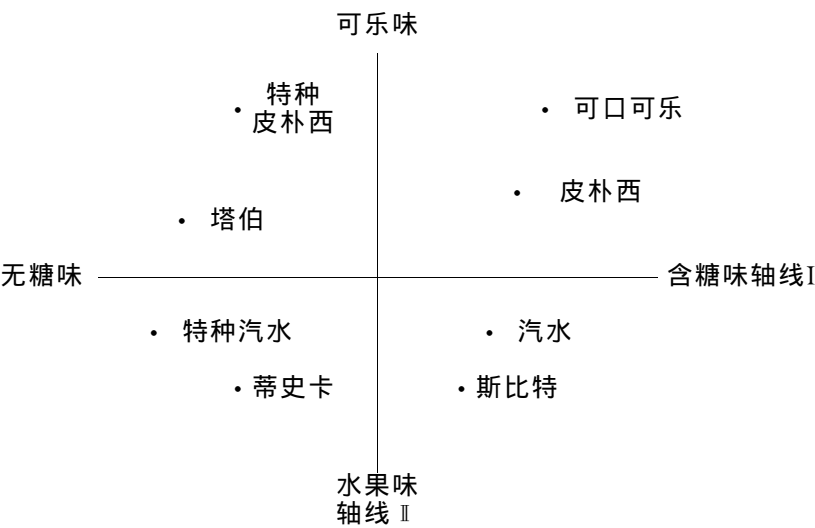 可乐味
特种
皮朴西
可口可乐
皮朴西
塔伯
无糖味
含糖味轴线I
特种汽水
汽水
蒂史卡
斯比特
水果味
轴线 Ⅱ